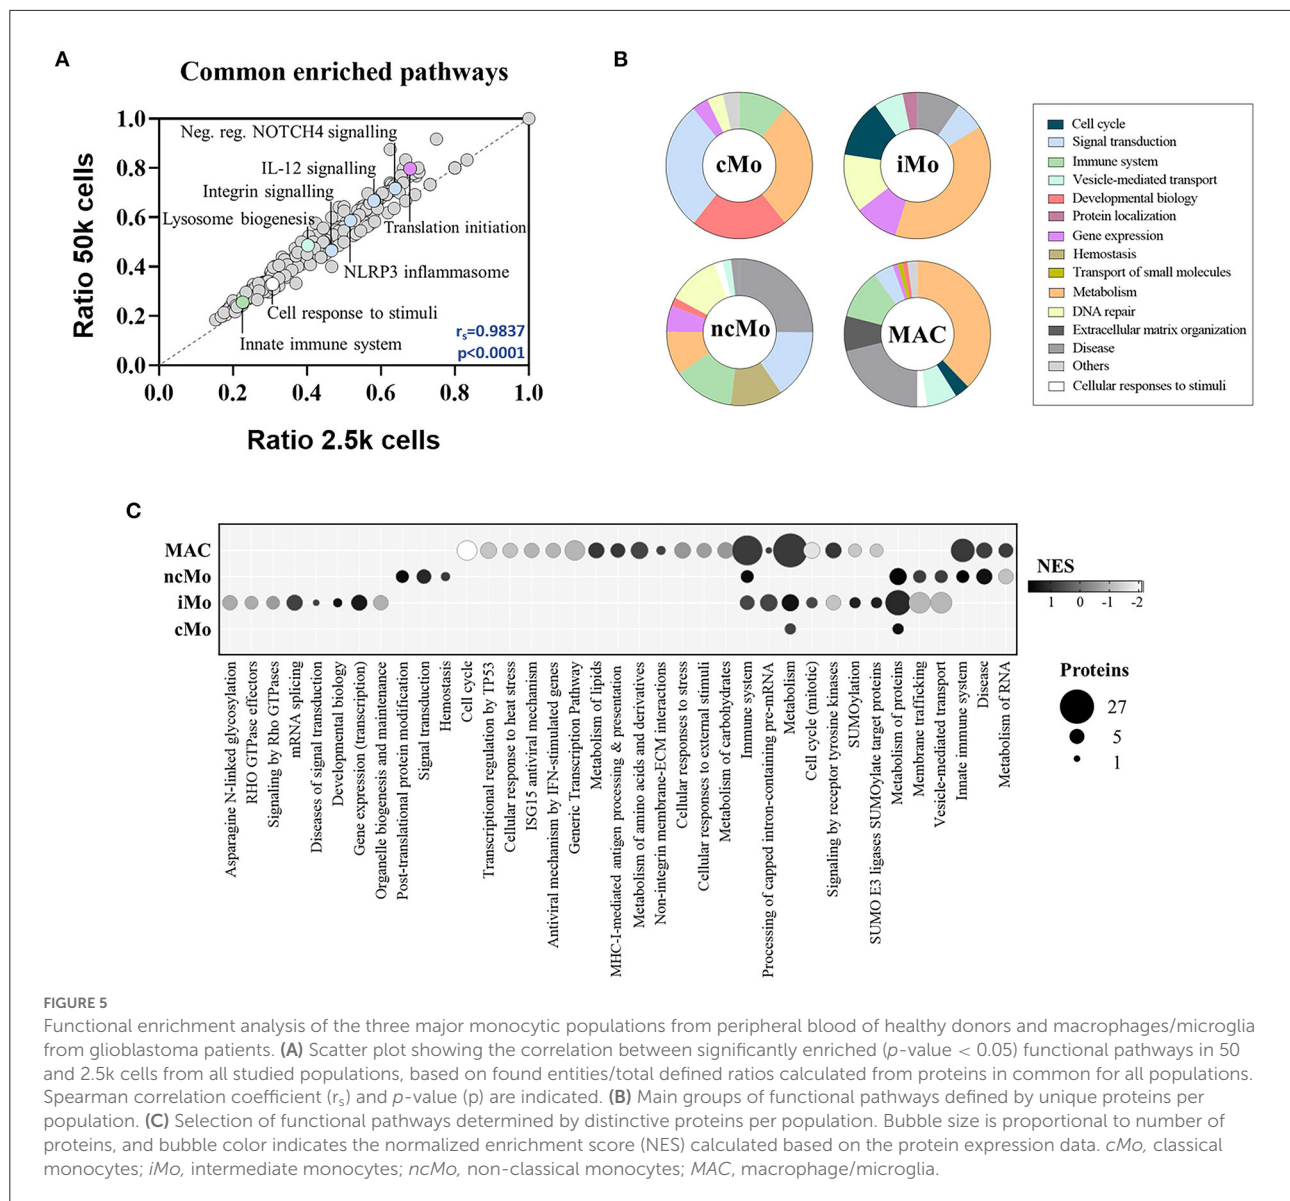 A
Common enriched pathways
Ratio 50k cells
1.0
0.8
0.6
0.4
0.2
0.0
Neg. reg. NOTCH4 signalling
IL-12 signalling
Integrin signalling
Lysosome biogenesis
Translation initiation
NLRP3 inflammasome
Cell response to stimuli
Innate immune system
rs=0.9837
p<0.0001
0.0 0.2 0.4 0.6 0.8 1.0
Ratio 2.5k cells
B
cMo
iMo
ncMo
MAC
Cell cycle
Signal transduction
Immune system
Vesicle-mediated transport
Developmental biology
Protein localization
Gene expression
Hemostasis
Transport of small molecules
Metabolism
DNA repair
Extracellular matrix organization
Disease
Others
Cellular responses to stimuli
C
MAC
ncMo
iMo
cMo
Asparagine N-linked glycosylation
RHO GTPase effectors
Signaling by Rho GTPases
mRNA splicing
Diseases of signal transduction
Developmental biology
Gene expression (transcription)
Organelle biogenesis and maintenance
Post-translational protein modification
Signal transduction
Hemostasis
Cell cycle
Transcriptional regulation by TP53
Cellular response to heat stress
ISG15 antiviral mechanism
Antiviral mechanism by IFN-stimulated genes
Generic Transcription Pathway
Metabolism of lipids
MHC-I-mediated antigen processing & presentation
Metabolism of amino acids and derivatives
Non-integrin membrane-ECM interactions
Cellular responses to stress
Cellular responses to external stimuli
Metabolism of carbohydrates
Immune system
Processing of capped intron-containing pre-mRNA
Metabolism
Cell cycle (mitotic)
Signaling by receptor tyrosine kinases
SUMOylation
SUMO E3 ligases SUMOylate target proteins
Metabolism of proteins
Membrane trafficking
Vesicle-mediated transport
Innate immune system
Disease
Metabolism of RNA
NES
1 0 -1 -2
Proteins
27
5
1
FIGURE 5
Functional enrichment analysis of the three major monocytic populations from peripheral blood of healthy donors and macrophages/microglia
from glioblastoma patients. (A) Scatter plot showing the correlation between significantly enriched (p-value < 0.05) functional pathways in 50
and 2.5k cells from all studied populations, based on found entities/total defined ratios calculated from proteins in common for all populations.
Spearman correlation coefficient (rs) and p-value (p) are indicated. (B) Main groups of functional pathways defined by unique proteins per
population. (C) Selection of functional pathways determined by distinctive proteins per population. Bubble size is proportional to number of
proteins, and bubble color indicates the normalized enrichment score (NES) calculated based on the protein expression data. cMo, classical
monocytes; iMo, intermediate monocytes; ncMo, non-classical monocytes; MAC, macrophage/microglia.